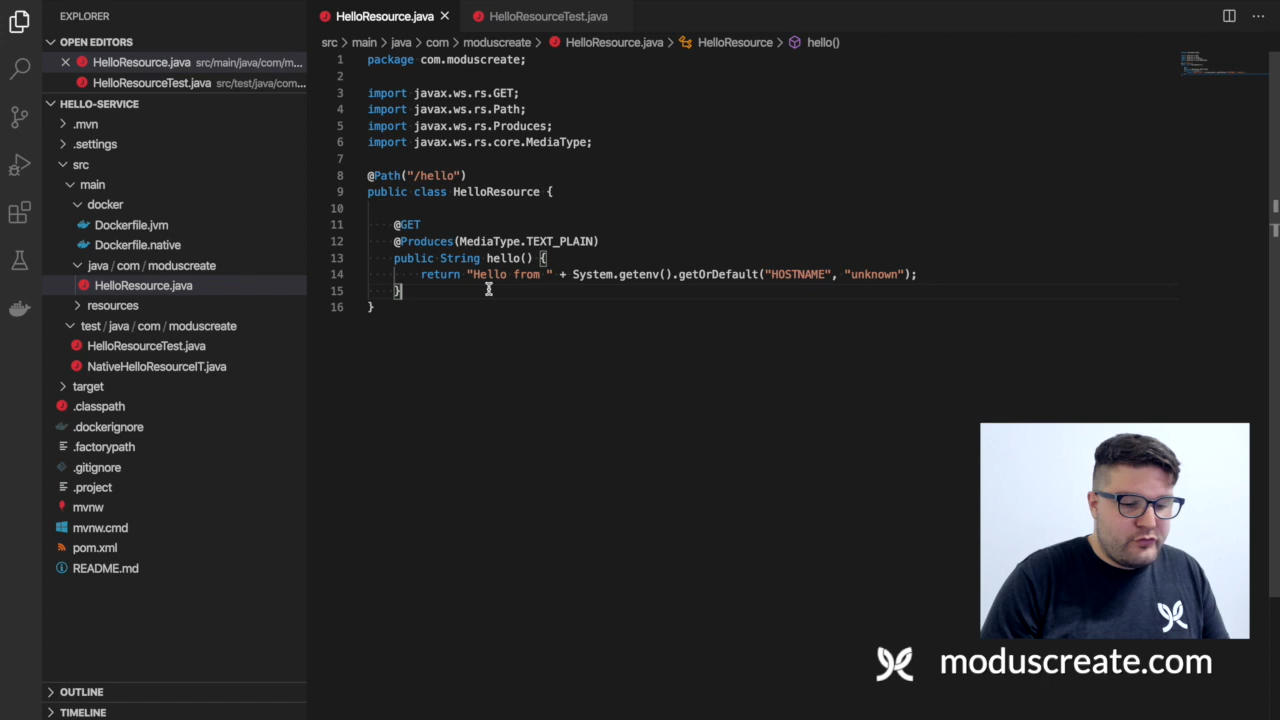 EXPLORER
OPEN EDITORS
HelloResource.java src/main/java/com/m...
HelloResourceTest.java src/test/java/com...
HELLO-SERVICE
.mvn
.settings
src
main
docker
Dockerfile.jvm
Dockerfile.native
java / com / moduscreate
HelloResource.java
resources
test / java / com / moduscreate
HelloResourceTest.java
NativeHelloResourceIT.java
target
.classpath
.dockerignore
.factorypath
.gitignore
.project
mvnw
mvnw.cmd
pom.xml
README.md
OUTLINE
TIMELINE
HelloResource.java HelloResourceTest.java
src > main > java > com > moduscreate > HelloResource.java > HelloResource > hello()
1 package com.moduscreate;
2
3 import javax.ws.rs.GET;
4 import javax.ws.rs.Path;
5 import javax.ws.rs.Produces;
6 import javax.ws.rs.core.MediaType;
7
8 @Path("/hello")
9 public class HelloResource {
10
11 @GET
12 @Produces(MediaType.TEXT_PLAIN)
13 public String hello() {
14 return "Hello from " + System.getenv().getOrDefault("HOSTNAME", "unknown");
15 }
16 }
moduscreate.com